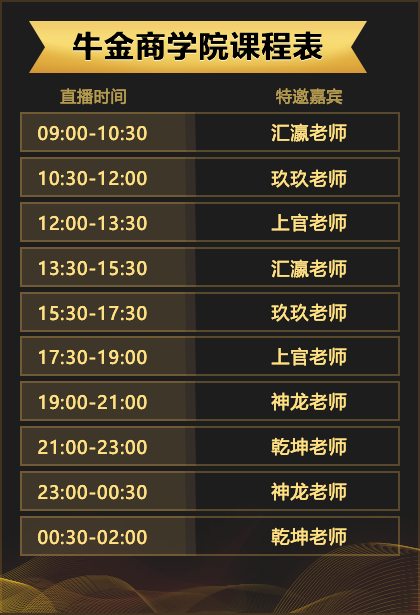 牛金商学院课程表
直播时间 特邀嘉宾
09:00-10:30 汇瀛老师
10:30-12:00 玖玖老师
12:00-13:30 上官老师
13:30-15:30 汇瀛老师
15:30-17:30 玖玖老师
17:30-19:00 上官老师
19:00-21:00 神龙老师
21:00-23:00 乾坤老师
23:00-00:30 神龙老师
00:30-02:00 乾坤老师